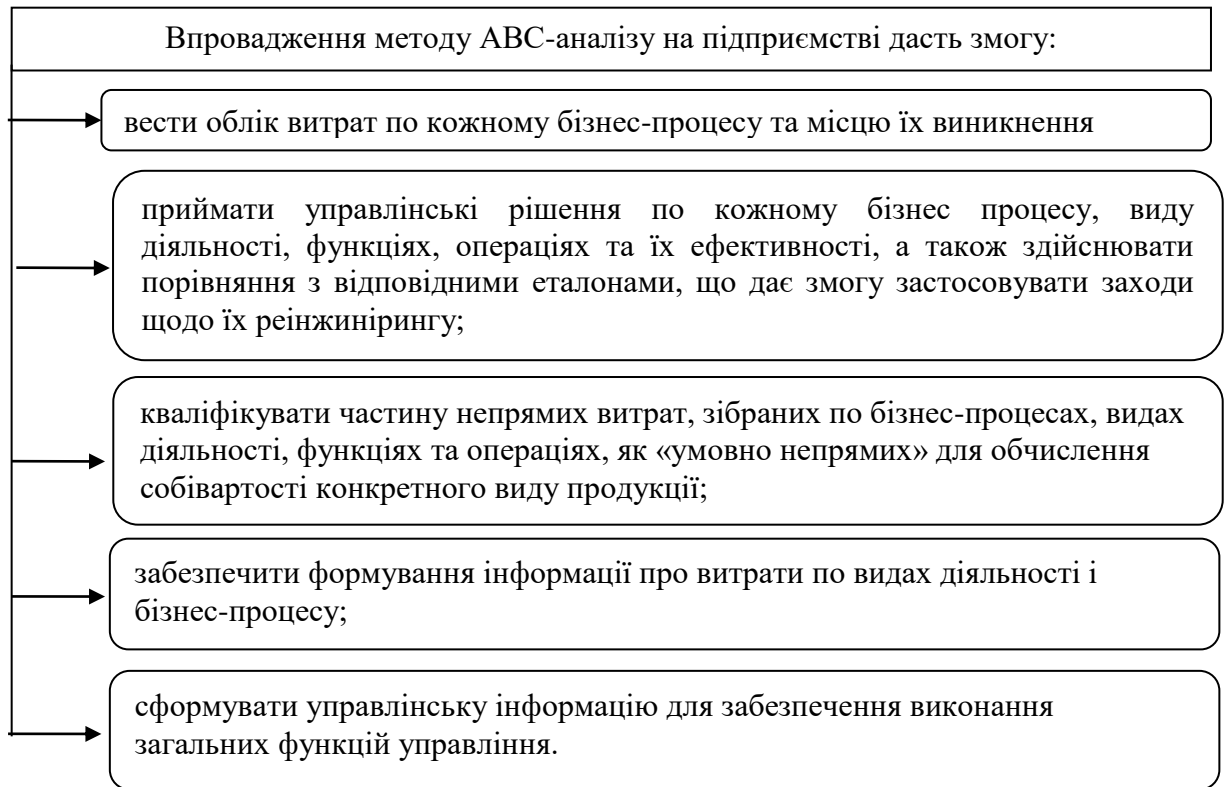 Впровадження методу АВС-аналізу на підприємстві дасть змогу:
вести облік витрат по кожному бізнес-процесу та місцю їх виникнення
приймати управлінські рішення по кожному бізнес процесу, виду
діяльності, функціях, операціях та їх ефективності, а також здійснювати
порівняння з відповідними еталонами, що дає змогу застосовувати заходи
щодо їх реінжинірингу;
кваліфікувати частину непрямих витрат, зібраних по бізнес-процесах, видах
діяльності, функціях та операціях, як «умовно непрямих» для обчислення
собівартості конкретного виду продукції;
забезпечити формування інформації про витрати по видах діяльності і
бізнес-процесу;
сформувати управлінську інформацію для забезпечення виконання
загальних функцій управління.